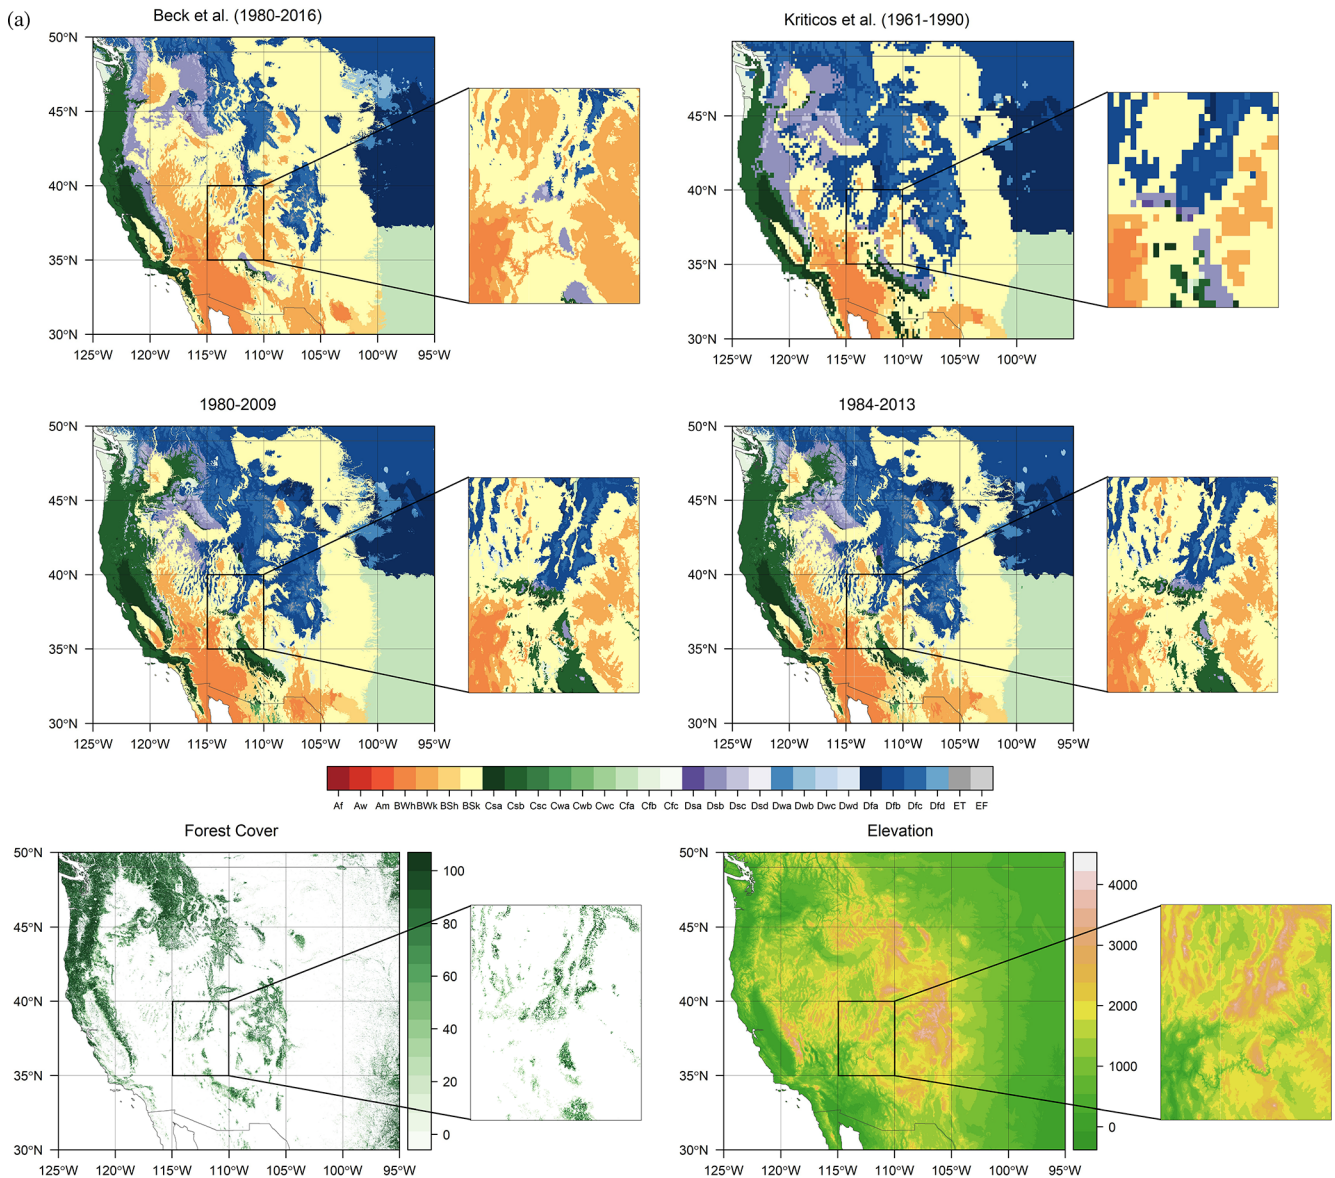 (a)
Beck et al. (1980-2016)
Kriticos et al. (1961-1990)
50°N
45°N
40°N
35°N
30°N
125°W 120°W 115°W 110°W 105°W 100°W 95°W
50°N
45°N
40°N
35°N
30°N
125°W 120°W 115°W 110°W 105°W 100°W
1980-2009
1984-2013
50°N
45°N
40°N
35°N
30°N
125°W 120°W 115°W 110°W 105°W 100°W 95°W
50°N
45°N
40°N
35°N
30°N
125°W 120°W 115°W 110°W 105°W 100°W 95°W
Af Aw Am BWh BWk BSh BSk Csa Csb Csc Cwa Cwb Cwc Cfa Cfb Cfc Dsa Dsb Dsc Dsd Dwa Dwb Dwc Dwd Dfa Dfb Dfc Dfd ET EF
Forest Cover
Elevation
50°N
45°N
40°N
35°N
30°N
125°W 120°W 115°W 110°W 105°W 100°W 95°W
100
80
60
40
20
0
50°N
45°N
40°N
35°N
30°N
125°W 120°W 115°W 110°W 105°W 100°W 95°W
4000
3000
2000
1000
0